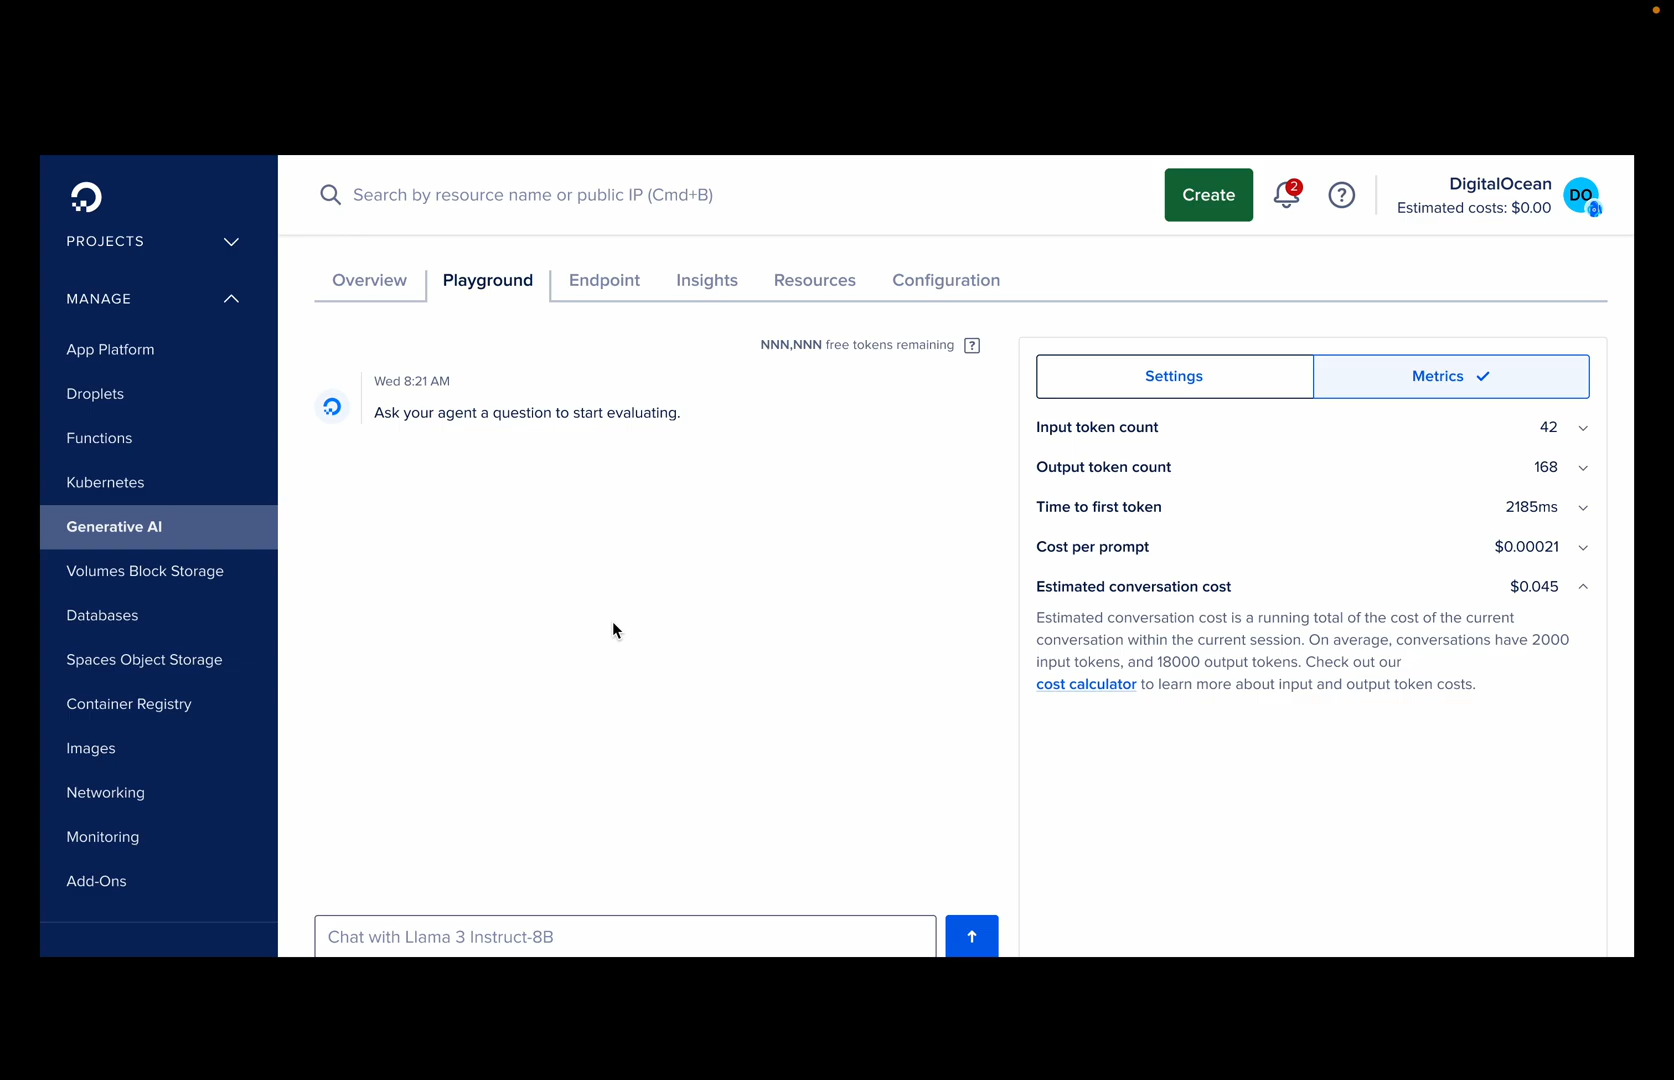 Search by resource name or public IP (Cmd+B)
Create
2
DigitalOcean
Estimated costs: $0.00
DO
PROJECTS
MANAGE
App Platform
Droplets
Functions
Kubernetes
Generative AI
Volumes Block Storage
Databases
Spaces Object Storage
Container Registry
Images
Networking
Monitoring
Add-Ons
Overview
Playground
Endpoint
Insights
Resources
Configuration
NNN,NNN free tokens remaining ?
Wed 8:21 AM
Ask your agent a question to start evaluating.
Chat with Llama 3 Instruct-8B
Settings
Metrics
Input token count 42
Output token count 168
Time to first token 2185ms
Cost per prompt $0.00021
Estimated conversation cost $0.045
Estimated conversation cost is a running total of the cost of the current
conversation within the current session. On average, conversations have 2000
input tokens, and 18000 output tokens. Check out our
cost calculator to learn more about input and output token costs.